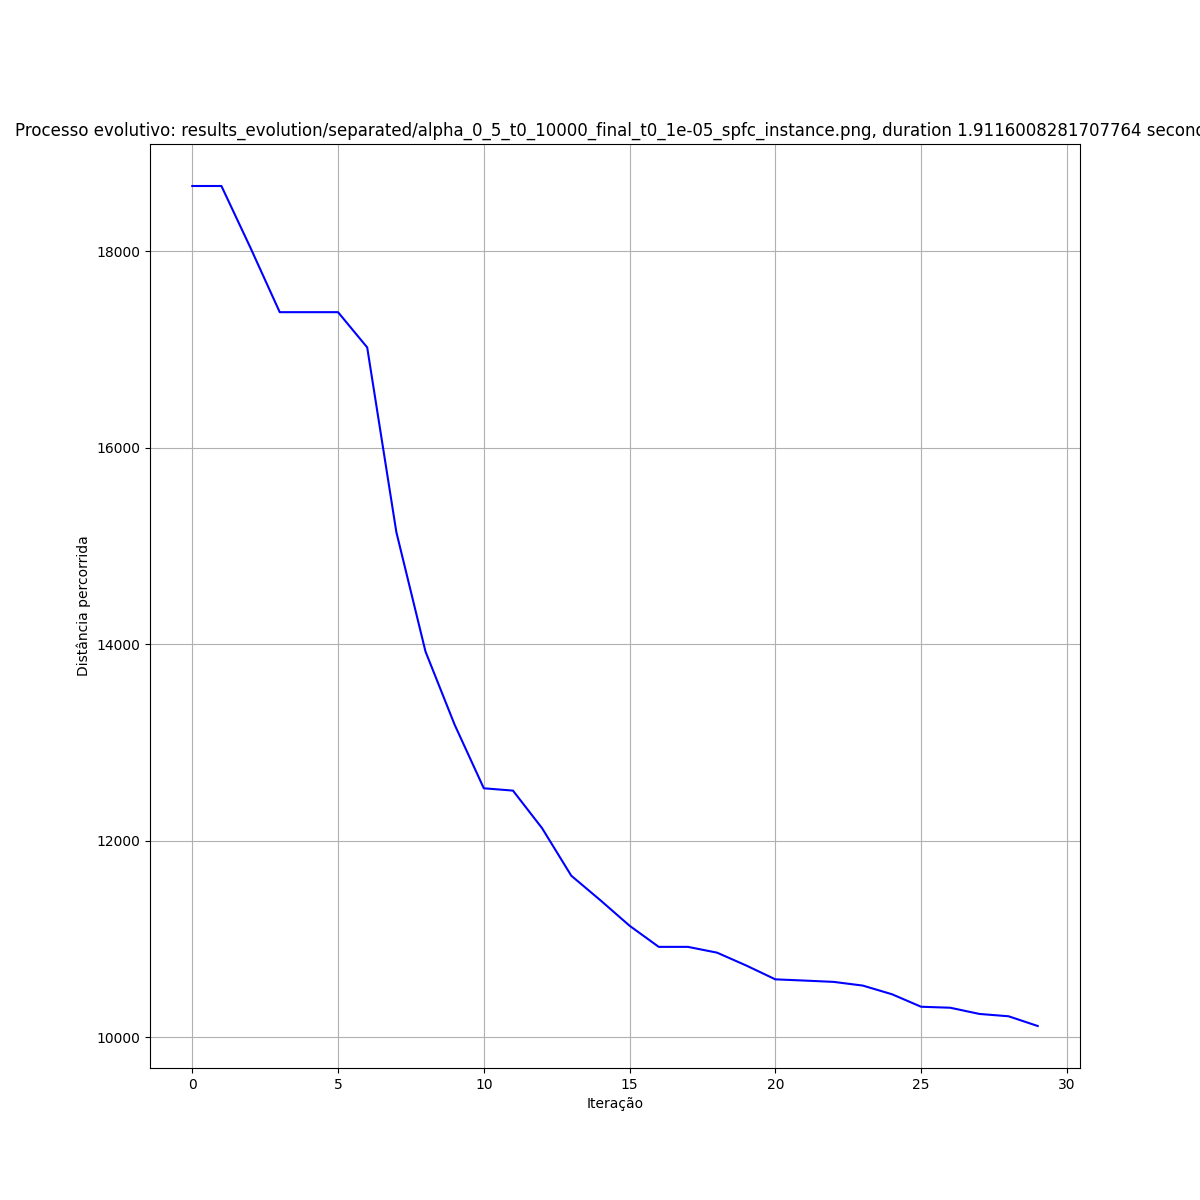 Processo evolutivo: results_evolution/separated/alpha_0_5_t0_10000_final_t0_1e-05_spfc_instance.png, duration 1.9116008281707764
18000
16000
14000
12000
10000
Distância percorrida
0 5 10 15 20 25 30
Iteração